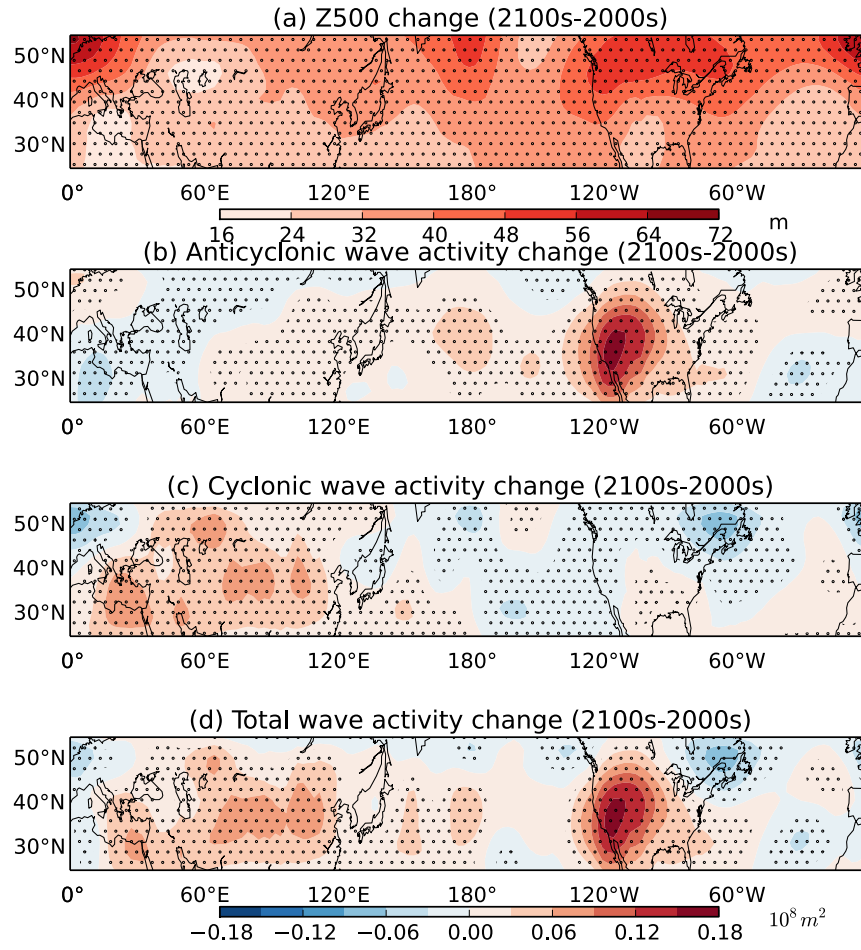 (a) Z500 change (2100s-2000s)
50°N
40°N
30°N
0° 60°E 120°E 180° 120°W 60°W
16 24 32 40 48 56 64 72 m
(b) Anticyclonic wave activity change (2100s-2000s)
50°N
40°N
30°N
0° 60°E 120°E 180° 120°W 60°W
(c) Cyclonic wave activity change (2100s-2000s)
50°N
40°N
30°N
0° 60°E 120°E 180° 120°W 60°W
(d) Total wave activity change (2100s-2000s)
50°N
40°N
30°N
0° 60°E 120°E 180° 120°W 60°W
−0.18 −0.12 −0.06 0.00 0.06 0.12 0.18 10⁸ m²